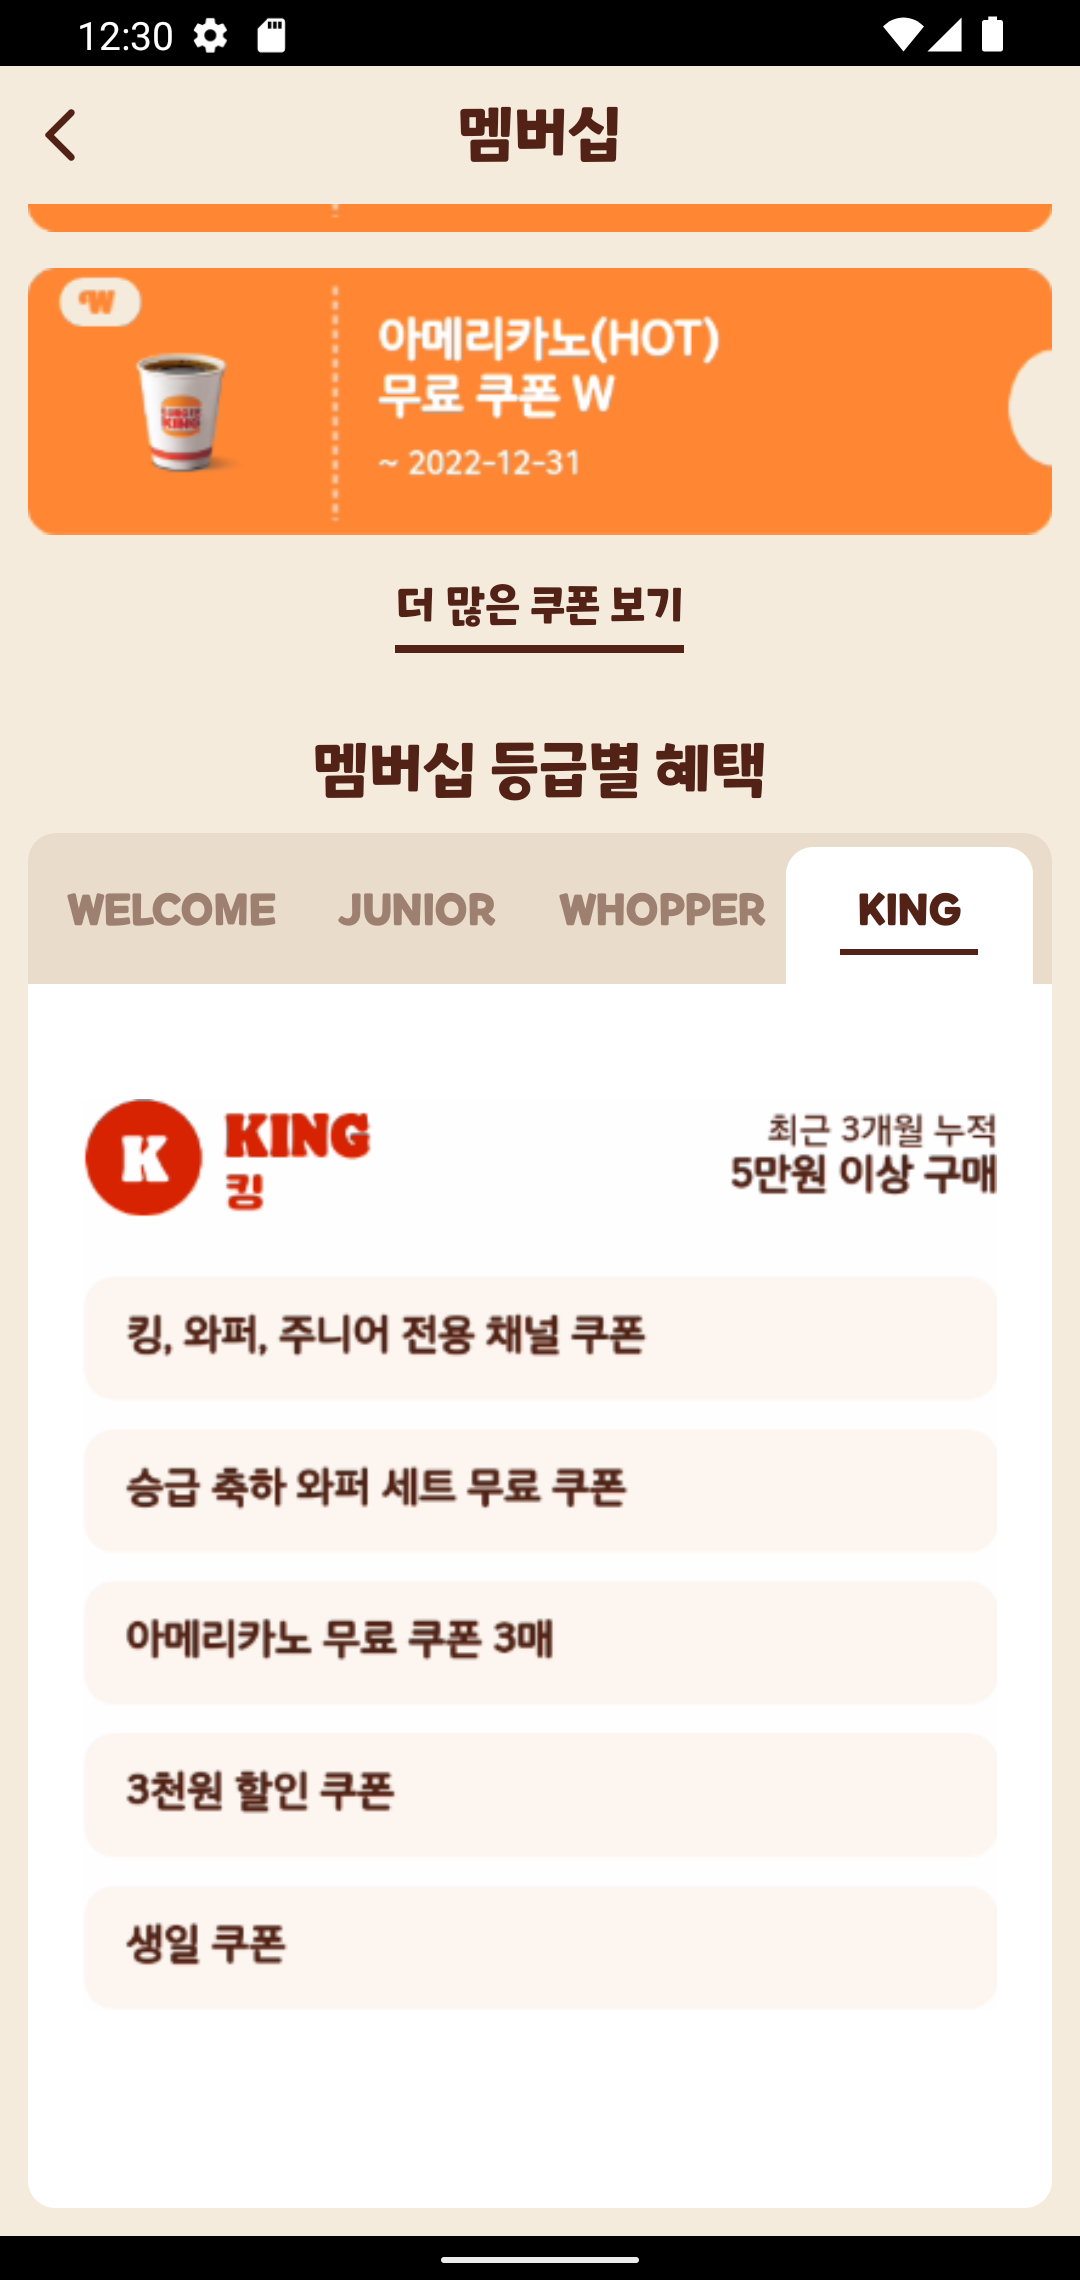 12:30
멤버십
W
BURGER
KING
아메리카노(HOT)
무료 쿠폰 W
~ 2022-12-31
더 많은 쿠폰 보기
멤버십 등급별 혜택
WELCOME JUNIOR WHOPPER KING
K
KING
킹
최근 3개월 누적
5만원 이상 구매
킹, 와퍼, 주니어 전용 채널 쿠폰
승급 축하 와퍼 세트 무료 쿠폰
아메리카노 무료 쿠폰 3매
3천원 할인 쿠폰
생일 쿠폰